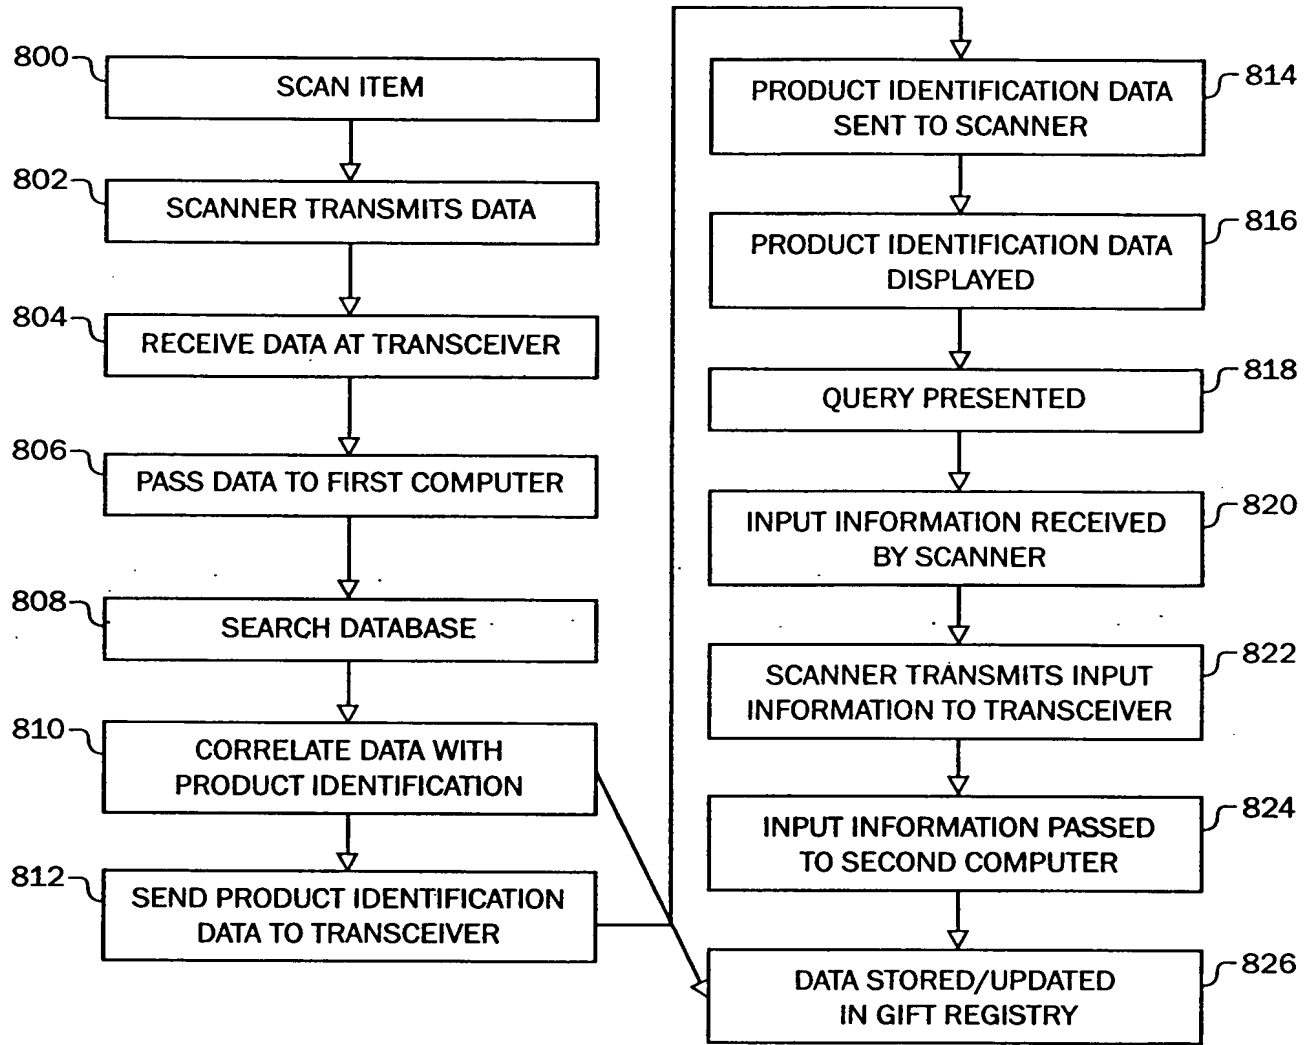 800
SCAN ITEM
802
SCANNER TRANSMITS DATA
804
RECEIVE DATA AT TRANSCEIVER
806
PASS DATA TO FIRST COMPUTER
808
SEARCH DATABASE
810
CORRELATE DATA WITH
PRODUCT IDENTIFICATION
812
SEND PRODUCT IDENTIFICATION
DATA TO TRANSCEIVER
814
PRODUCT IDENTIFICATION DATA
SENT TO SCANNER
816
PRODUCT IDENTIFICATION DATA
DISPLAYED
818
QUERY PRESENTED
820
INPUT INFORMATION RECEIVED
BY SCANNER
822
SCANNER TRANSMITS INPUT
INFORMATION TO TRANSCEIVER
824
INPUT INFORMATION PASSED
TO SECOND COMPUTER
826
DATA STORED/UPDATED
IN GIFT REGISTRY